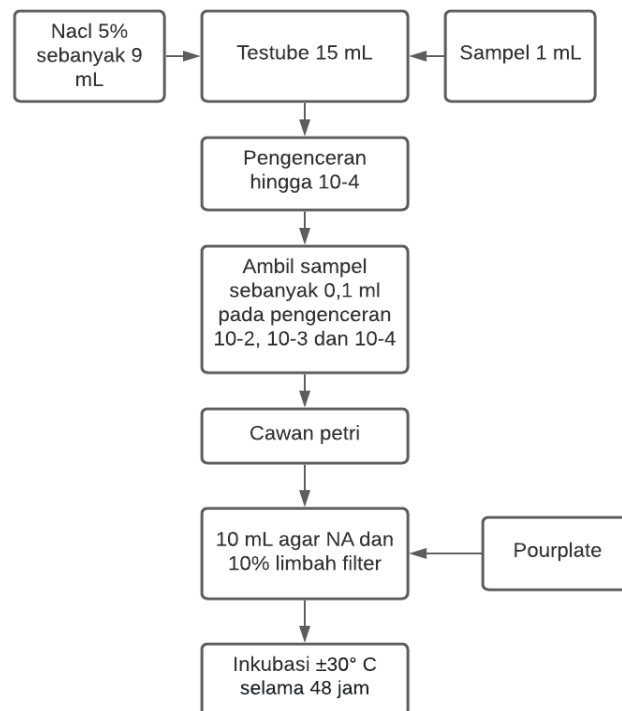 Nacl 5%
sebanyak 9
mL
Testube 15 mL
Sampel 1 mL
Pengenceran
hingga 10-4
Ambil sampel
sebanyak 0,1 ml
pada pengenceran
10-2, 10-3 dan 10-4
Cawan petri
10 mL agar NA dan
10% limbah filter
Pourplate
Inkubasi ±30° C
selama 48 jam